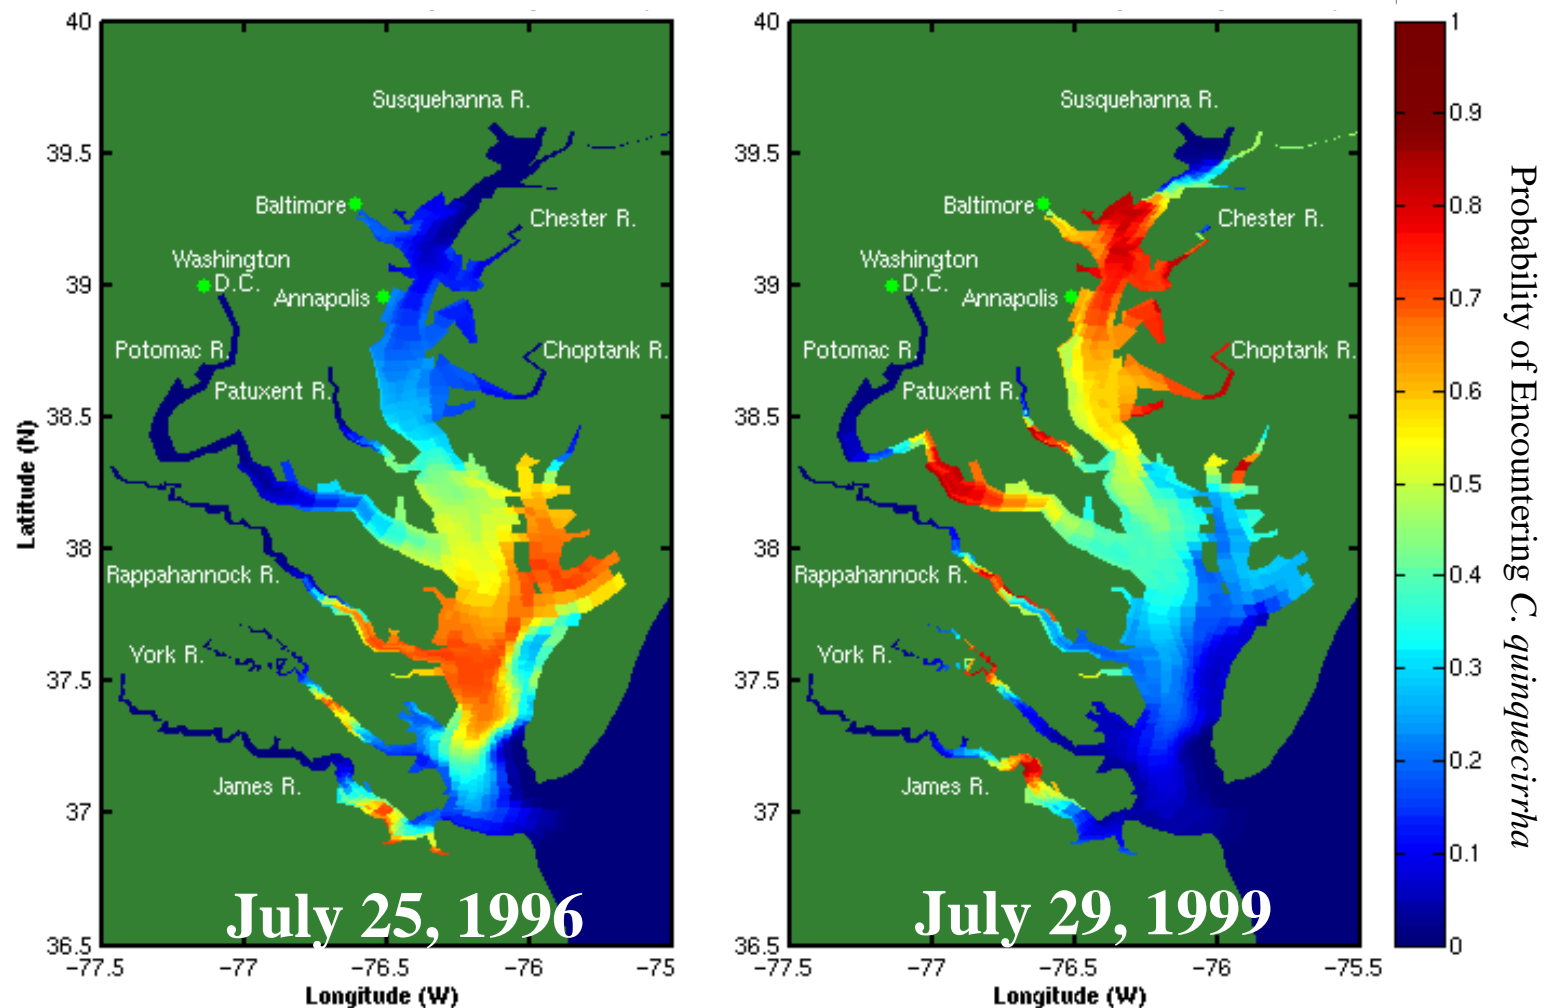 40
39.5
39
38.5
38
37.5
37
36.5
Latitude (N)
Susquehanna R.
Baltimore
Chester R.
Washington
D.C.
Annapolis
Potomac R.
Choptank R.
Patuxent R.
Rappahannock R.
York R.
James R.
July 25, 1996
−77.5
−77
−76.5
−76
−75
Longitude (W)
40
39.5
39
38.5
38
37.5
37
36.5
Susquehanna R.
Baltimore
Chester R.
Washington
D.C.
Annapolis
Potomac R.
Choptank R.
Patuxent R.
Rappahannock R.
York R.
James R.
July 29, 1999
−77.5
−77
−76.5
−76
−75.5
Longitude (W)
1
0.9
0.8
0.7
0.6
0.5
0.4
0.3
0.2
0.1
0
Probability of Encountering C. quinquecirrha